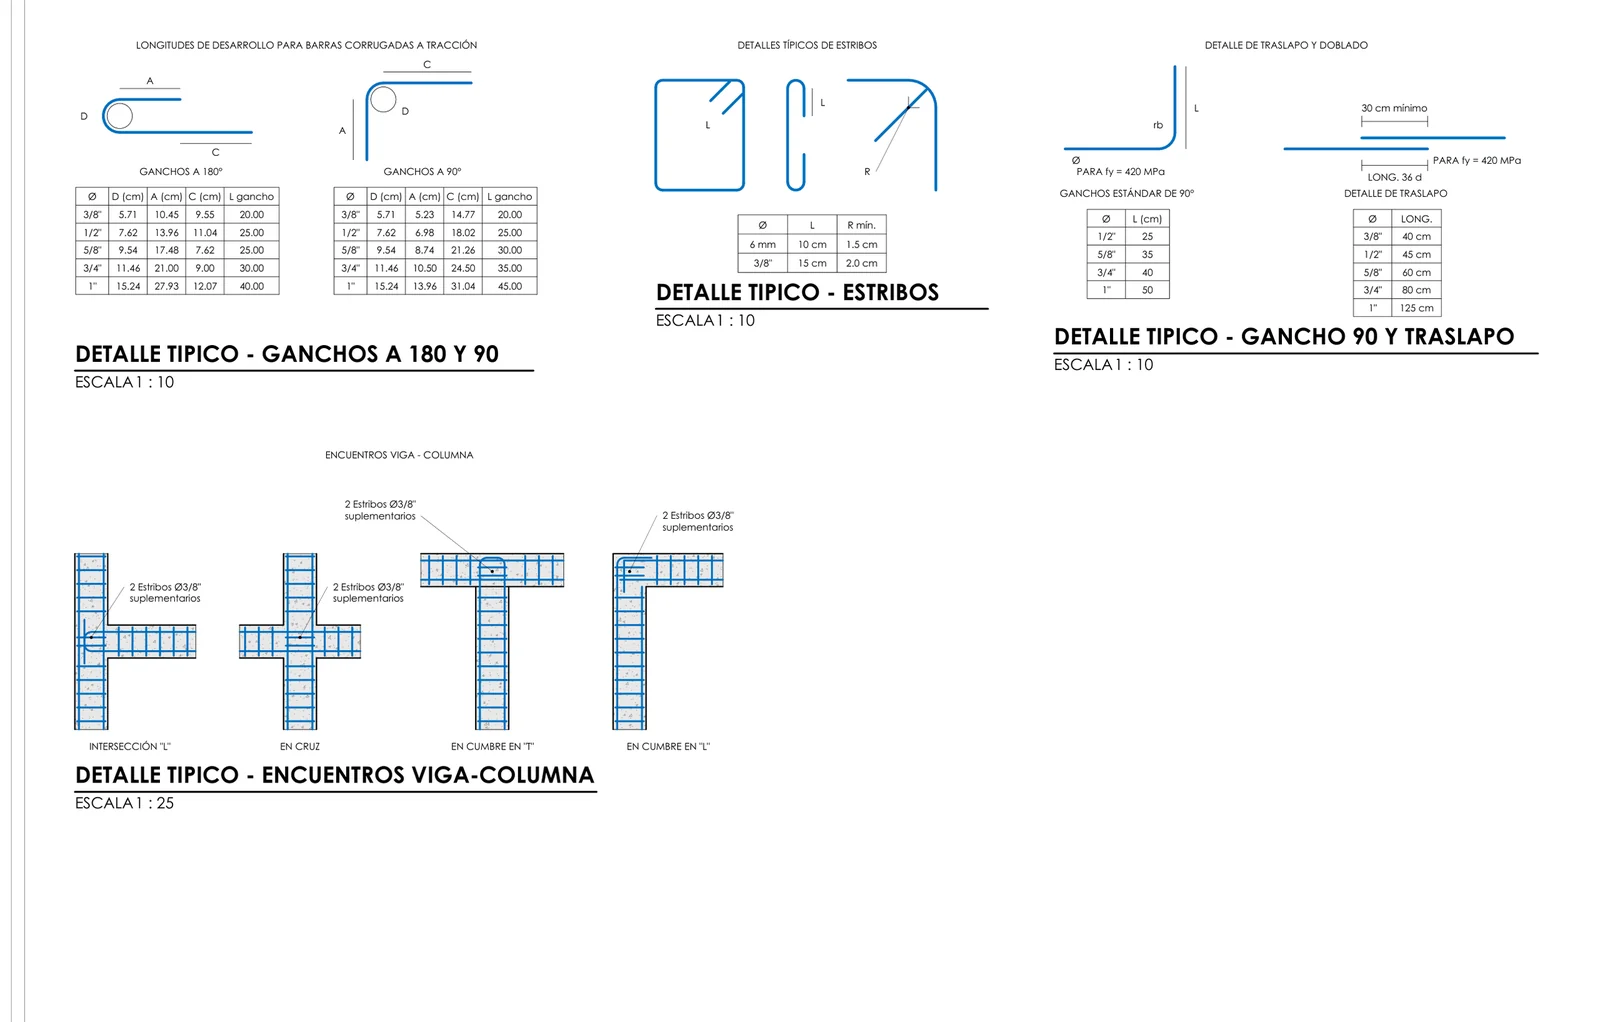 LONGITUDES DE DESARROLLO PARA BARRAS CORRUGADAS A TRACCIÓN
A
D
C
C
A
D
GANCHOS A 180°
Ø D (cm) A (cm) C (cm) L gancho
3/8" 5.71 10.45 9.55 20.00
1/2" 7.62 13.96 11.04 25.00
5/8" 9.54 17.48 7.62 25.00
3/4" 11.46 21.00 9.00 30.00
1" 15.24 27.93 12.07 40.00
GANCHOS A 90°
Ø D (cm) A (cm) C (cm) L gancho
3/8" 5.71 5.23 14.77 20.00
1/2" 7.62 6.98 18.02 25.00
5/8" 9.54 8.74 21.26 30.00
3/4" 11.46 10.50 24.50 35.00
1" 15.24 13.96 31.04 45.00
DETALLE TIPICO - GANCHOS A 180 Y 90
ESCALA 1 : 10
DETALLES TÍPICOS DE ESTRIBOS
L
L
R
Ø L R mín.
6 mm 10 cm 1.5 cm
3/8" 15 cm 2.0 cm
DETALLE TIPICO - ESTRIBOS
ESCALA 1 : 10
DETALLE DE TRASLAPO Y DOBLADO
L
rb
Ø
PARA fy = 420 MPa
GANCHOS ESTÁNDAR DE 90°
Ø L (cm)
1/2" 25
5/8" 35
3/4" 40
1" 50
30 cm mínimo
PARA fy = 420 MPa
LONG. 36 d
DETALLE DE TRASLAPO
Ø LONG.
3/8" 40 cm
1/2" 45 cm
5/8" 60 cm
3/4" 80 cm
1" 125 cm
DETALLE TIPICO - GANCHO 90 Y TRASLAPO
ESCALA 1 : 10
ENCUENTROS VIGA - COLUMNA
2 Estribos Ø3/8"
suplementarios
2 Estribos Ø3/8"
suplementarios
2 Estribos Ø3/8"
suplementarios
2 Estribos Ø3/8"
suplementarios
INTERSECCIÓN "L"
EN CRUZ
EN CUMBRE EN "T"
EN CUMBRE EN "L"
DETALLE TIPICO - ENCUENTROS VIGA-COLUMNA
ESCALA 1 : 25